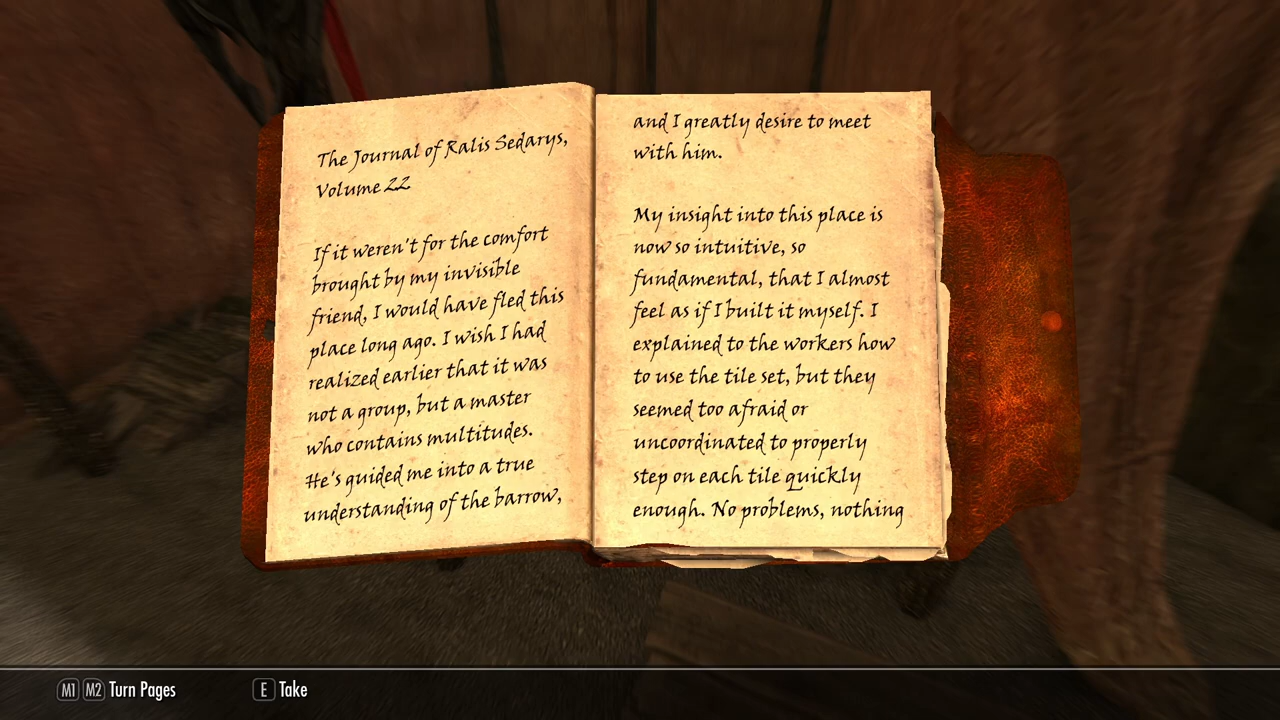 The Journal of Ralis Sedarys,
Volume 22
If it weren't for the comfort
brought by my invisible
friend, I would have fled this
place long ago. I wish I had
realized earlier that it was
not a group, but a master
who contains multitudes.
He's guided me into a true
understanding of the barrow,
and I greatly desire to meet
with him.
My insight into this place is
now so intuitive, so
fundamental, that I almost
feel as if I built it myself. I
explained to the workers how
to use the tile set, but they
seemed too afraid or
uncoordinated to properly
step on each tile quickly
enough. No problems, nothing
M1 M2 Turn Pages
E Take